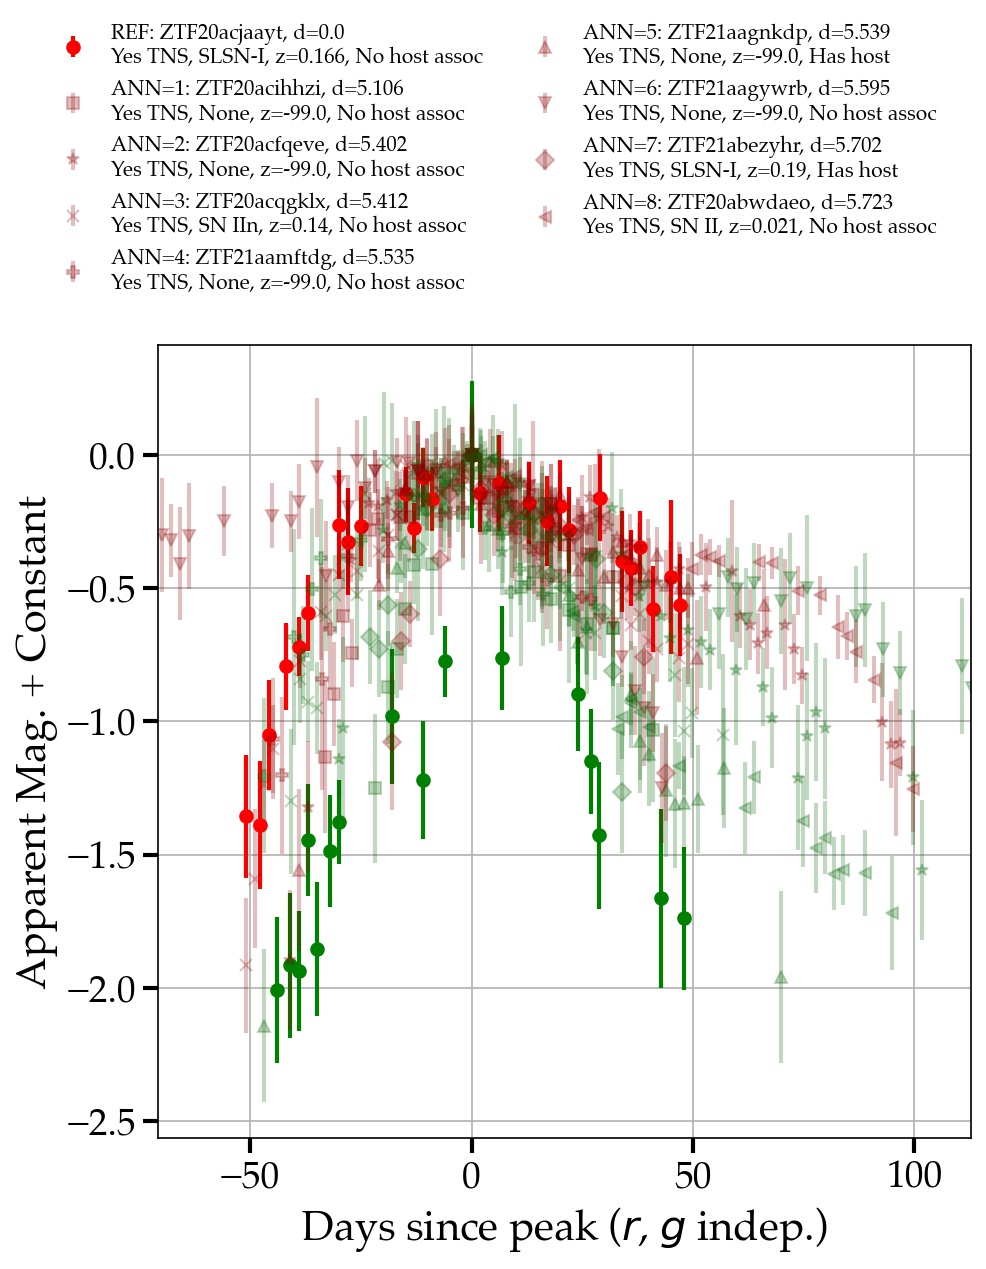 REF: ZTF20acjaayt, d=0.0
Yes TNS, SLSN-I, z=0.166, No host assoc
ANN=1: ZTF20acihhzi, d=5.106
Yes TNS, None, z=-99.0, No host assoc
ANN=2: ZTF20acfqeve, d=5.402
Yes TNS, None, z=-99.0, No host assoc
ANN=3: ZTF20acqgklx, d=5.412
Yes TNS, SN IIn, z=0.14, No host assoc
ANN=4: ZTF21aamftdg, d=5.535
Yes TNS, None, z=-99.0, No host assoc
ANN=5: ZTF21aagnkdp, d=5.539
Yes TNS, None, z=-99.0, Has host
ANN=6: ZTF21aagywrb, d=5.595
Yes TNS, None, z=-99.0, No host assoc
ANN=7: ZTF21abezyhr, d=5.702
Yes TNS, SLSN-I, z=0.19, Has host
ANN=8: ZTF20abwdaeo, d=5.723
Yes TNS, SN II, z=0.021, No host assoc
Apparent Mag. + Constant
0.0
−0.5
−1.0
−1.5
−2.0
−2.5
−50
0
50
100
Days since peak (r, g indep.)